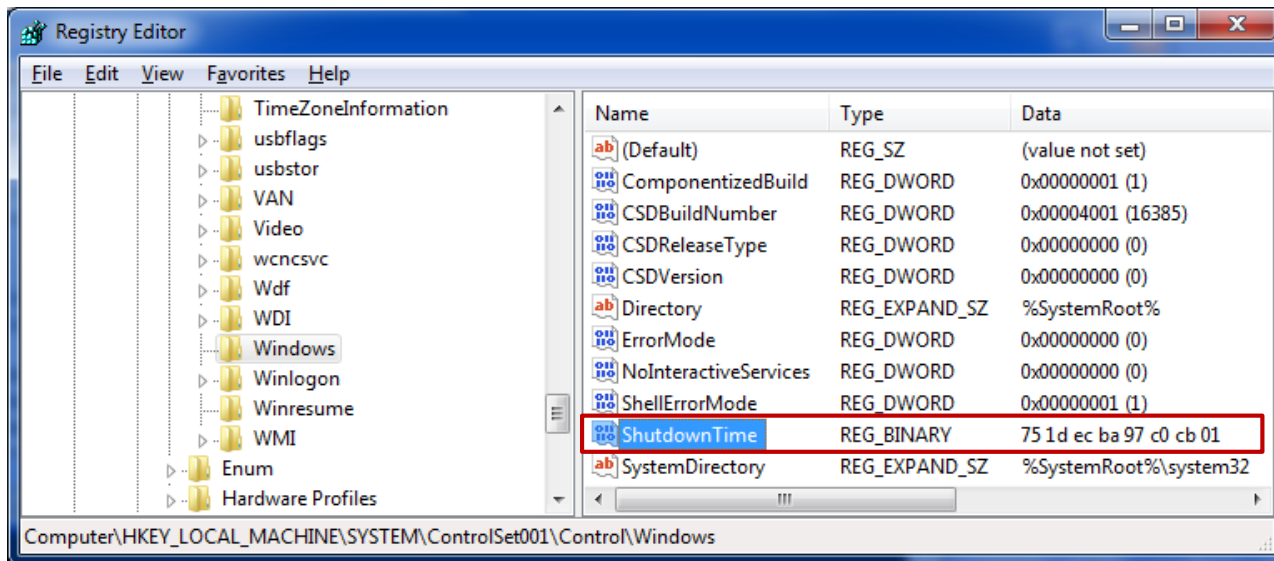 Registry Editor
File Edit View Favorites Help
TimeZoneInformation
usbflags
usbstor
VAN
Video
wcncsvc
Wdf
WDI
Windows
Winlogon
Winresume
WMI
Enum
Hardware Profiles
Name Type Data
(Default) REG_SZ (value not set)
ComponentizedBuild REG_DWORD 0x00000001 (1)
CSDBuildNumber REG_DWORD 0x00004001 (16385)
CSDReleaseType REG_DWORD 0x00000000 (0)
CSDVersion REG_DWORD 0x00000000 (0)
Directory REG_EXPAND_SZ %SystemRoot%
ErrorMode REG_DWORD 0x00000000 (0)
NoInteractiveServices REG_DWORD 0x00000000 (0)
ShellErrorMode REG_DWORD 0x00000001 (1)
ShutdownTime REG_BINARY 75 1d ec ba 97 c0 cb 01
SystemDirectory REG_EXPAND_SZ %SystemRoot%\system32
Computer\HKEY_LOCAL_MACHINE\SYSTEM\ControlSet001\Control\Windows